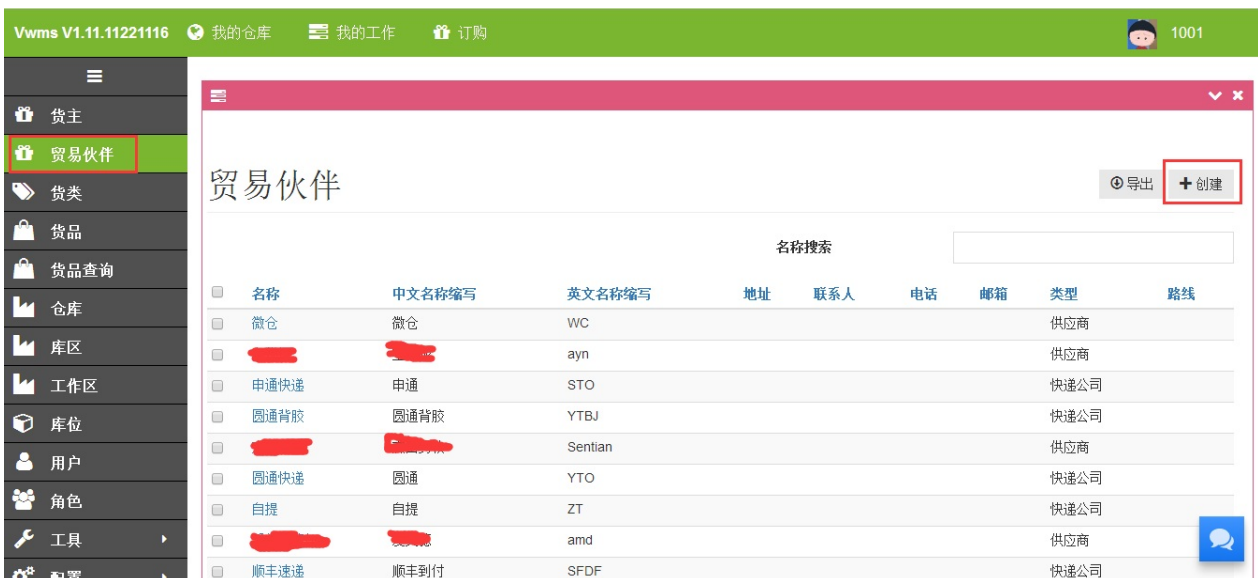 Vwms V1.11.11221116 我的仓库 我的工作 订购 1001
货主
贸易伙伴
货类
货品
货品查询
仓库
库区
工作区
库位
用户
角色
工具
配置
贸易伙伴
导出 创建
名称搜索
名称 中文名称缩写 英文名称缩写 地址 联系人 电话 邮箱 类型 路线
微仓 微仓 WC 供应商
ayn 供应商
申通快递 申通 STO 快递公司
圆通背胶 圆通背胶 YTBJ 快递公司
Sentian 供应商
圆通快递 圆通 YTO 快递公司
自提 自提 ZT 快递公司
amd 供应商
顺丰速递 顺丰到付 SFDF 快递公司